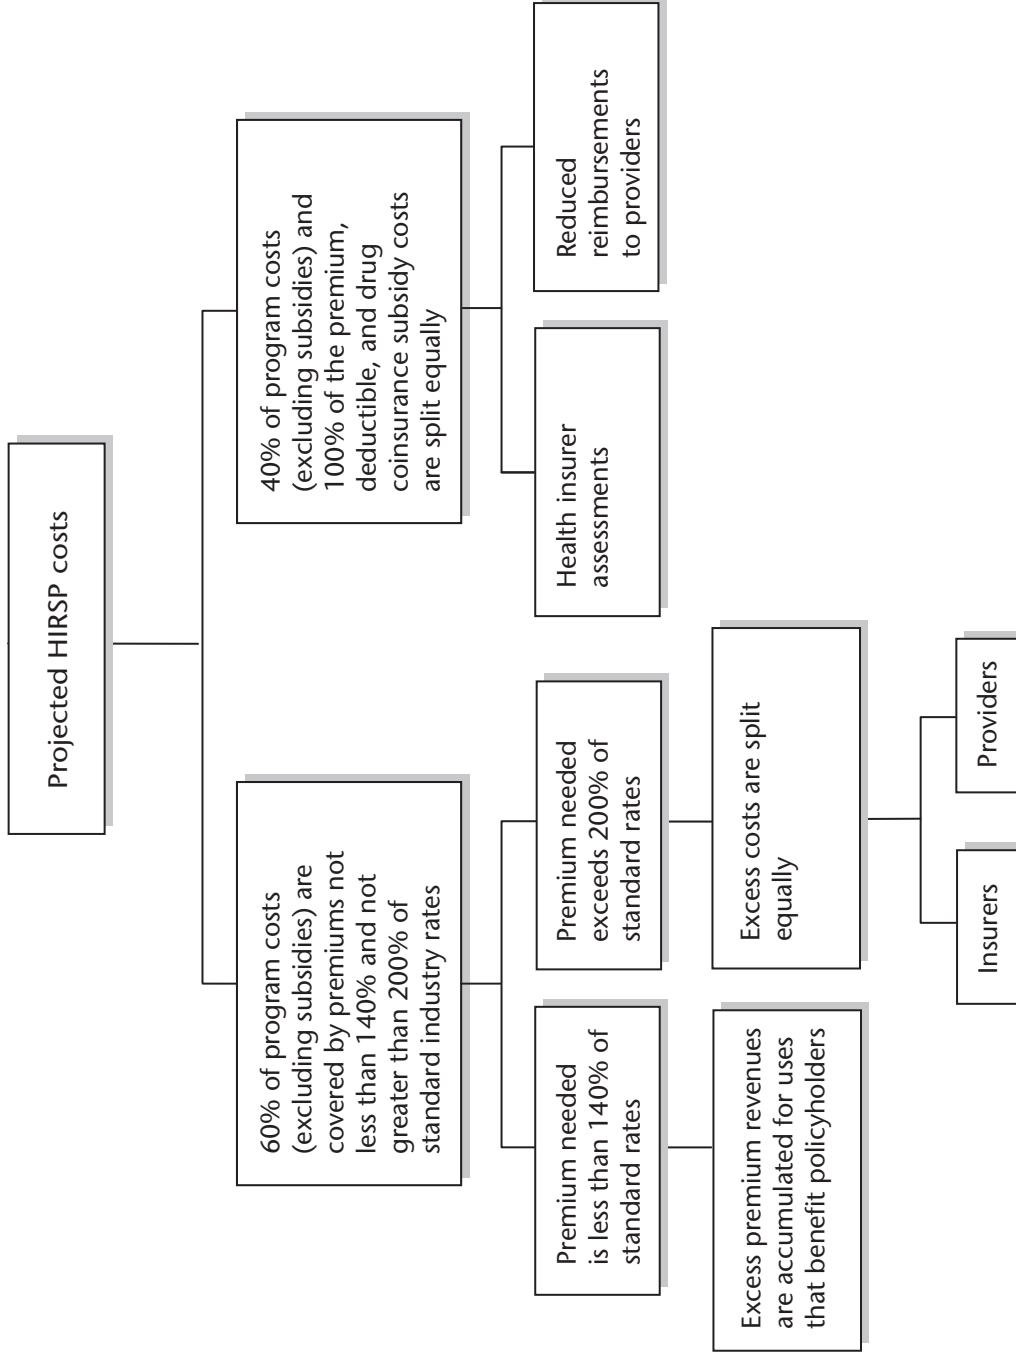 Projected HIRSP costs
60% of program costs
(excluding subsidies) are
covered by premiums not
less than 140% and not
greater than 200% of
standard industry rates
40% of program costs
(excluding subsidies) and
100% of the premium,
deductible, and drug
coinsurance subsidy costs
are split equally
Premium needed
is less than 140% of
standard rates
Premium needed
exceeds 200% of
standard rates
Health insurer
assessments
Reduced
reimbursements
to providers
Excess premium revenues
are accumulated for uses
that benefit policyholders
Excess costs are split
equally
Insurers
Providers